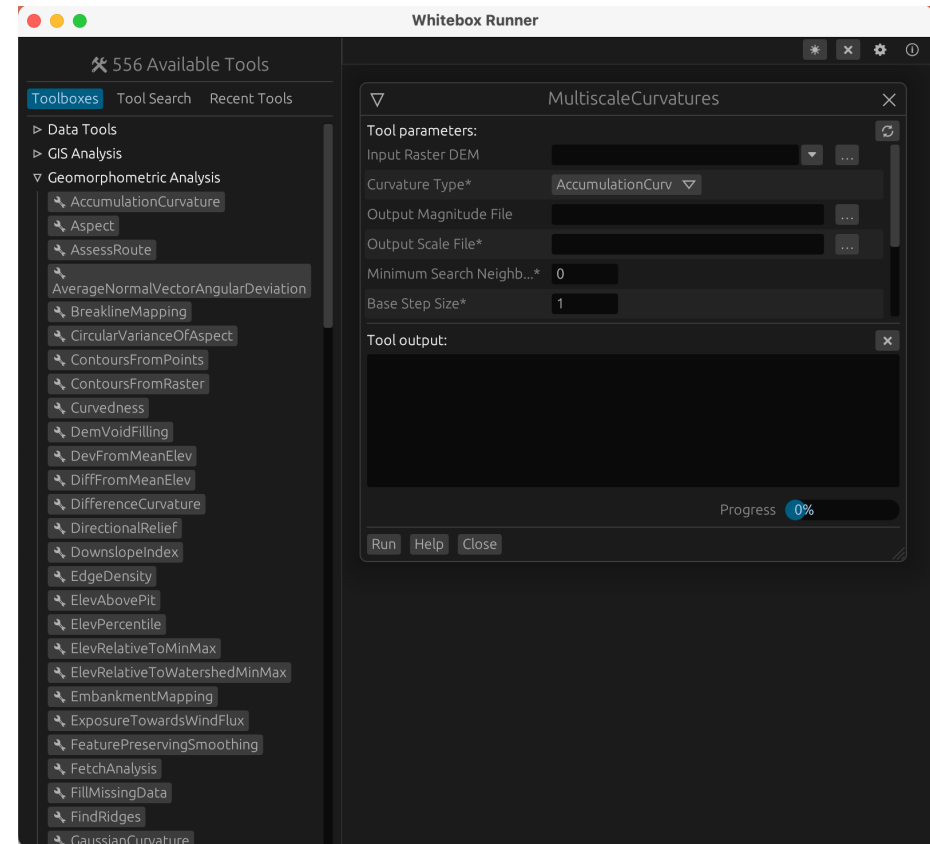 Whitebox Runner
556 Available Tools
Toolboxes Tool Search Recent Tools
Data Tools
GIS Analysis
Geomorphometric Analysis
AccumulationCurvature
Aspect
AssessRoute
AverageNormalVectorAngularDeviation
BreaklineMapping
CircularVarianceOfAspect
ContoursFromPoints
ContoursFromRaster
Curvedness
DemVoidFilling
DevFromMeanElev
DiffFromMeanElev
DifferenceCurvature
DirectionalRelief
DownslopeIndex
EdgeDensity
ElevAbovePit
ElevPercentile
ElevRelativeToMinMax
ElevRelativeToWatershedMinMax
EmbankmentMapping
ExposureTowardsWindFlux
FeaturePreservingSmoothing
FetchAnalysis
FillMissingData
FindRidges
GaussianCurvature
MultiscaleCurvatures
Tool parameters:
Input Raster DEM ...
Curvature Type* AccumulationCurv
Output Magnitude File ...
Output Scale File* ...
Minimum Search Neighb...* 0
Base Step Size* 1
Tool output:
Progress 0%
Run Help Close